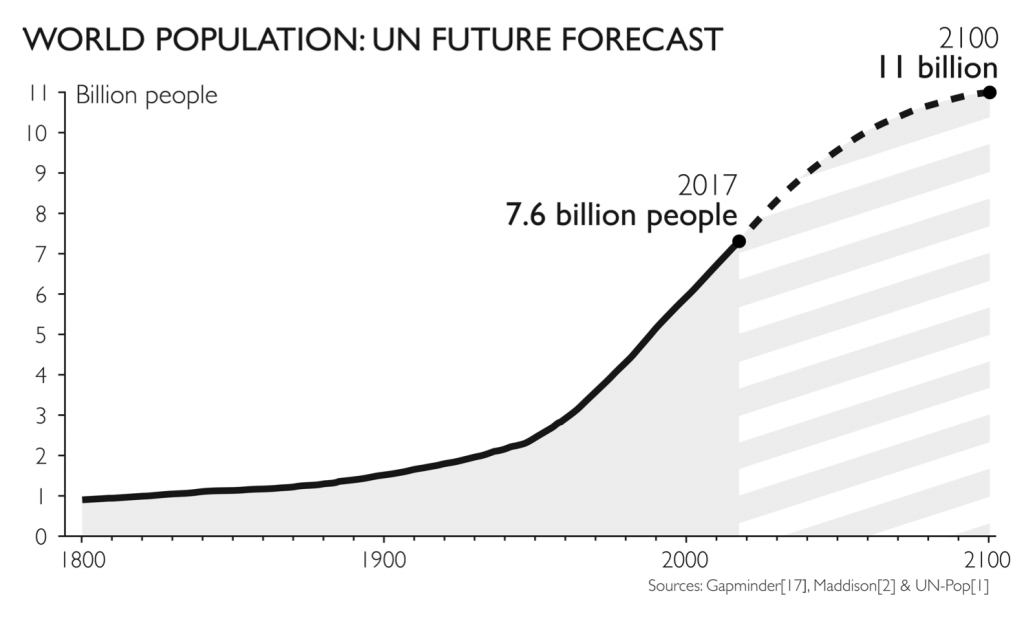 WORLD POPULATION: UN FUTURE FORECAST
2100
11 billion
11 Billion people
10
9
8
2017
7.6 billion people
7
6
5
4
3
2
1
0
1800 1900 2000 2100
Sources: Gapminder[17], Maddison[2] & UN-Pop[1]